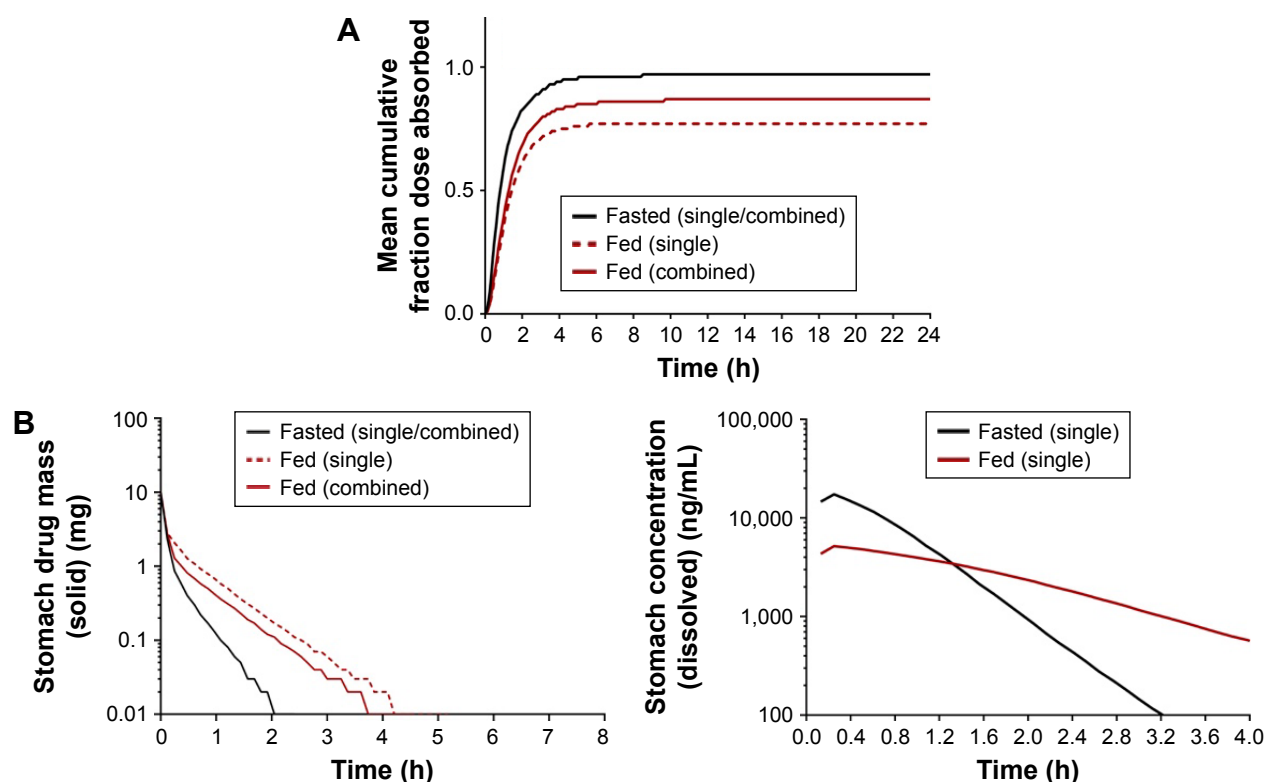 A
Mean cumulative
fraction dose absorbed
1.0
0.5
0.0
Fasted (single/combined)
Fed (single)
Fed (combined)
0 2 4 6 8 10 12 14 16 18 20 22 24
Time (h)
B
Stomach drug mass
(solid) (mg)
100
10
1
0.1
0.01
Fasted (single/combined)
Fed (single)
Fed (combined)
0 1 2 3 4 5 6 7 8
Time (h)
Stomach concentration
(dissolved) (ng/mL)
100,000
10,000
1,000
100
Fasted (single)
Fed (single)
0.0 0.4 0.8 1.2 1.6 2.0 2.4 2.8 3.2 3.6 4.0
Time (h)